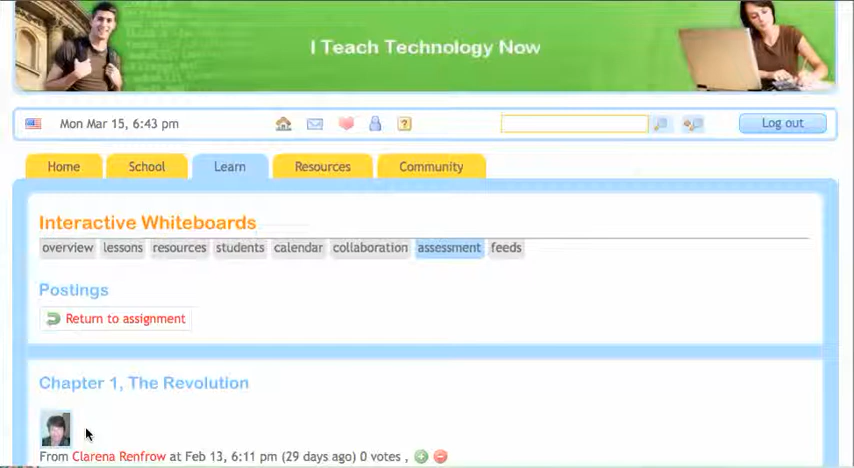 I Teach Technology Now
Mon Mar 15, 6:43 pm
?
Log out
Home School Learn Resources Community
Interactive Whiteboards
overview lessons resources students calendar collaboration assessment feeds
Postings
Return to assignment
Chapter 1, The Revolution
From Clarena Renfrow at Feb 13, 6:11 pm (29 days ago) 0 votes ,